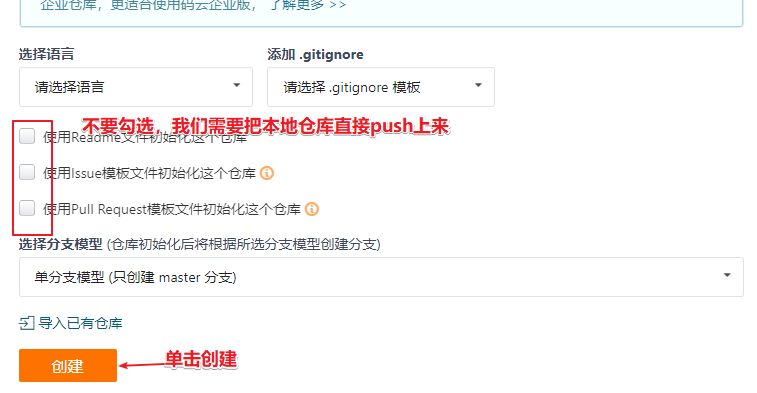 企业仓库，更适合使用码云企业版， 了解更多 >>
选择语言 添加 .gitignore
请选择语言 请选择 .gitignore 模板
不要勾选，我们需要把本地仓库直接push上来
使用Readme文件初始化这个仓库
使用Issue模板文件初始化这个仓库
使用Pull Request模板文件初始化这个仓库
选择分支模型 (仓库初始化后将根据所选分支模型创建分支)
单分支模型 (只创建 master 分支)
导入已有仓库
创建 单击创建